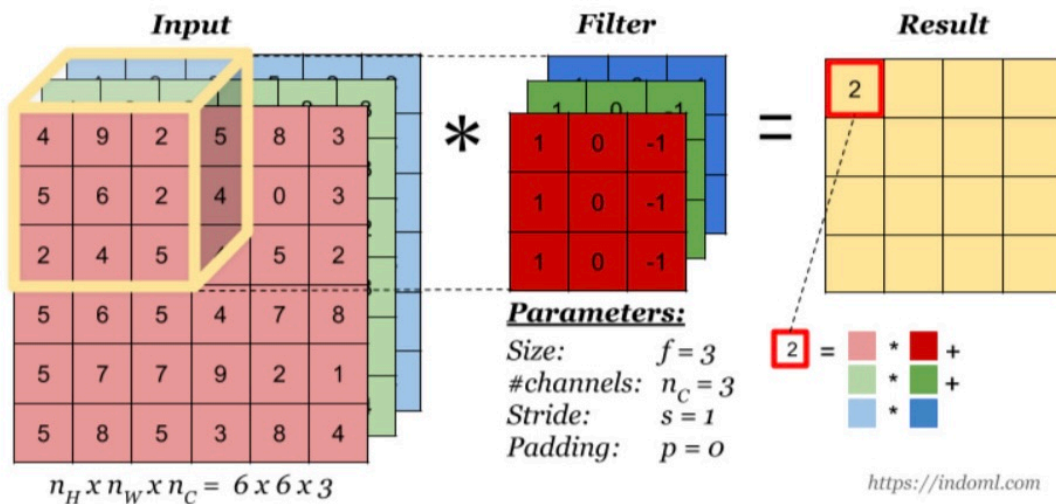 Input Filter Result
4 9 2 5 8 3
5 6 2 4 0 3
2 4 5 5 2
5 6 5 4 7 8
5 7 7 9 2 1
5 8 5 3 8 4
n_H x n_W x n_C = 6 x 6 x 3
*
1 0 -1
1 0 -1
1 0 -1
1 0 -1
Parameters:
Size: f = 3
#channels: n_C = 3
Stride: s = 1
Padding: p = 0
=
2
2 = * +
* +
*
https://indoml.com